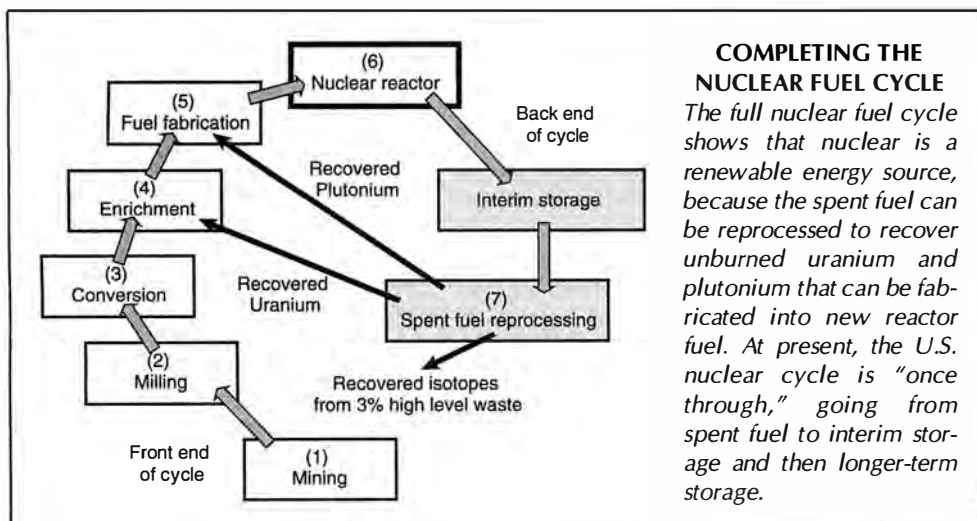 (6)
Nuclear reactor
(5)
Fuel fabrication
Back end
of cycle
Recovered
Plutonium
(4)
Enrichment
Interim storage
(3)
Conversion
Recovered
Uranium
(7)
Spent fuel reprocessing
(2)
Milling
Recovered isotopes
from 3% high level waste
Front end
of cycle
(1)
Mining
COMPLETING THE
NUCLEAR FUEL CYCLE
The full nuclear fuel cycle
shows that nuclear is a
renewable energy source,
because the spent fuel can
be reprocessed to recover
unburned uranium and
plutonium that can be fab-
ricated into new reactor
fuel. At present, the U.S.
nuclear cycle is “once
through,” going from
spent fuel to interim stor-
age and then longer-term
storage.